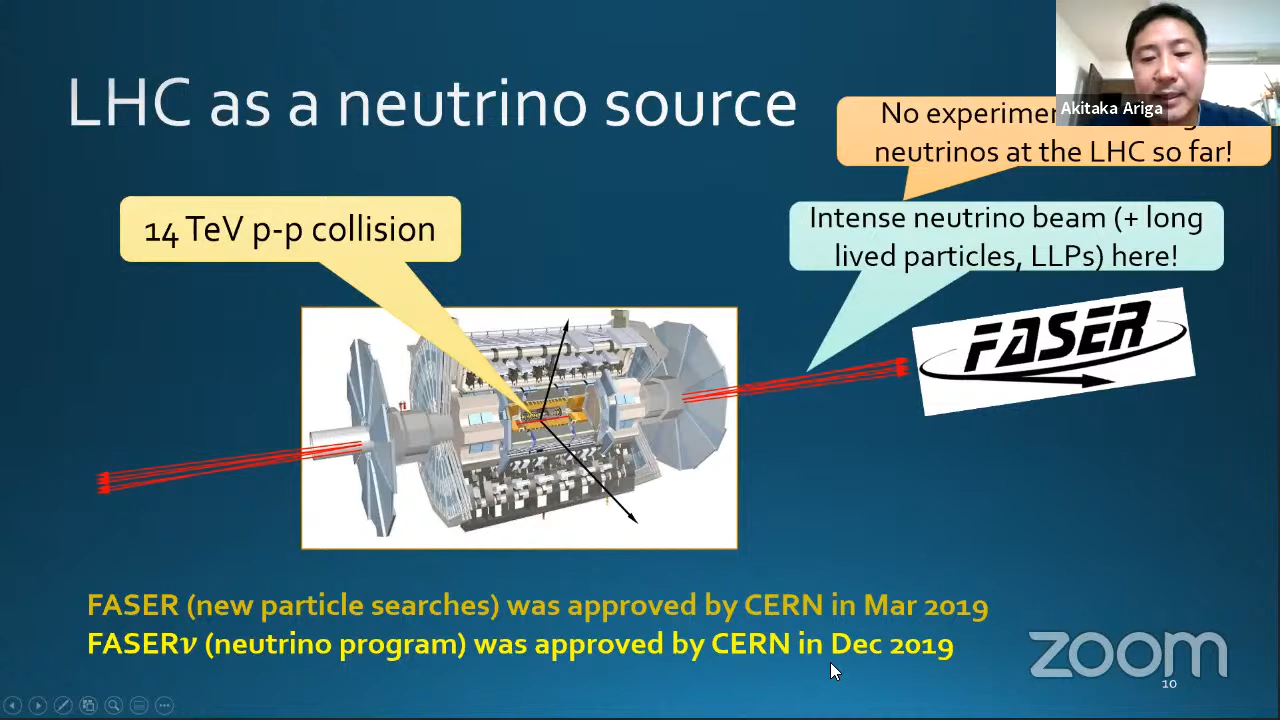 LHC as a neutrino source
Akitaka Ariga
No experiment
neutrinos at the LHC so far!
14 TeV p-p collision
Intense neutrino beam (+ long
lived particles, LLPs) here!
FASER
FASER (new particle searches) was approved by CERN in Mar 2019
FASERν (neutrino program) was approved by CERN in Dec 2019
zoom
10